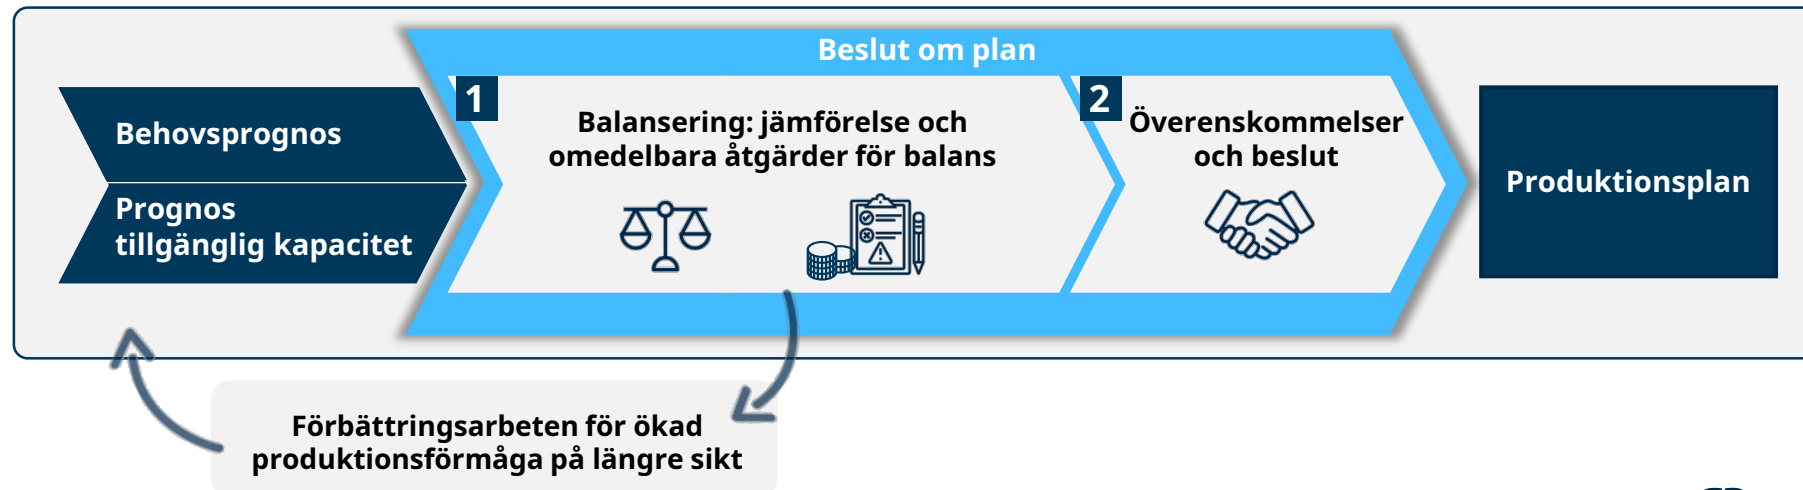 Beslut om plan
Behovsprognos
Prognos
tillgänglig kapacitet
1
Balansering: jämförelse och
omedelbara åtgärder för balans
2
Överenskommelser
och beslut
Produktionsplan
Förbättringsarbeten för ökad
produktionsförmåga på längre sikt